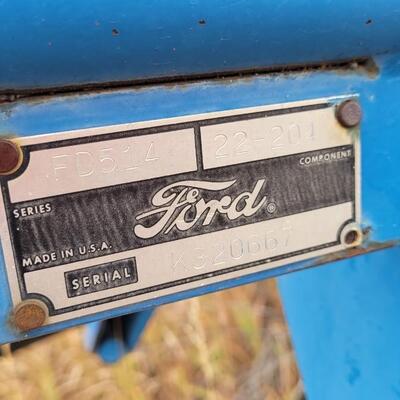 FD514 22-201
SERIES Ford® COMPONENT
MADE IN U.S.A.
SERIAL K320667